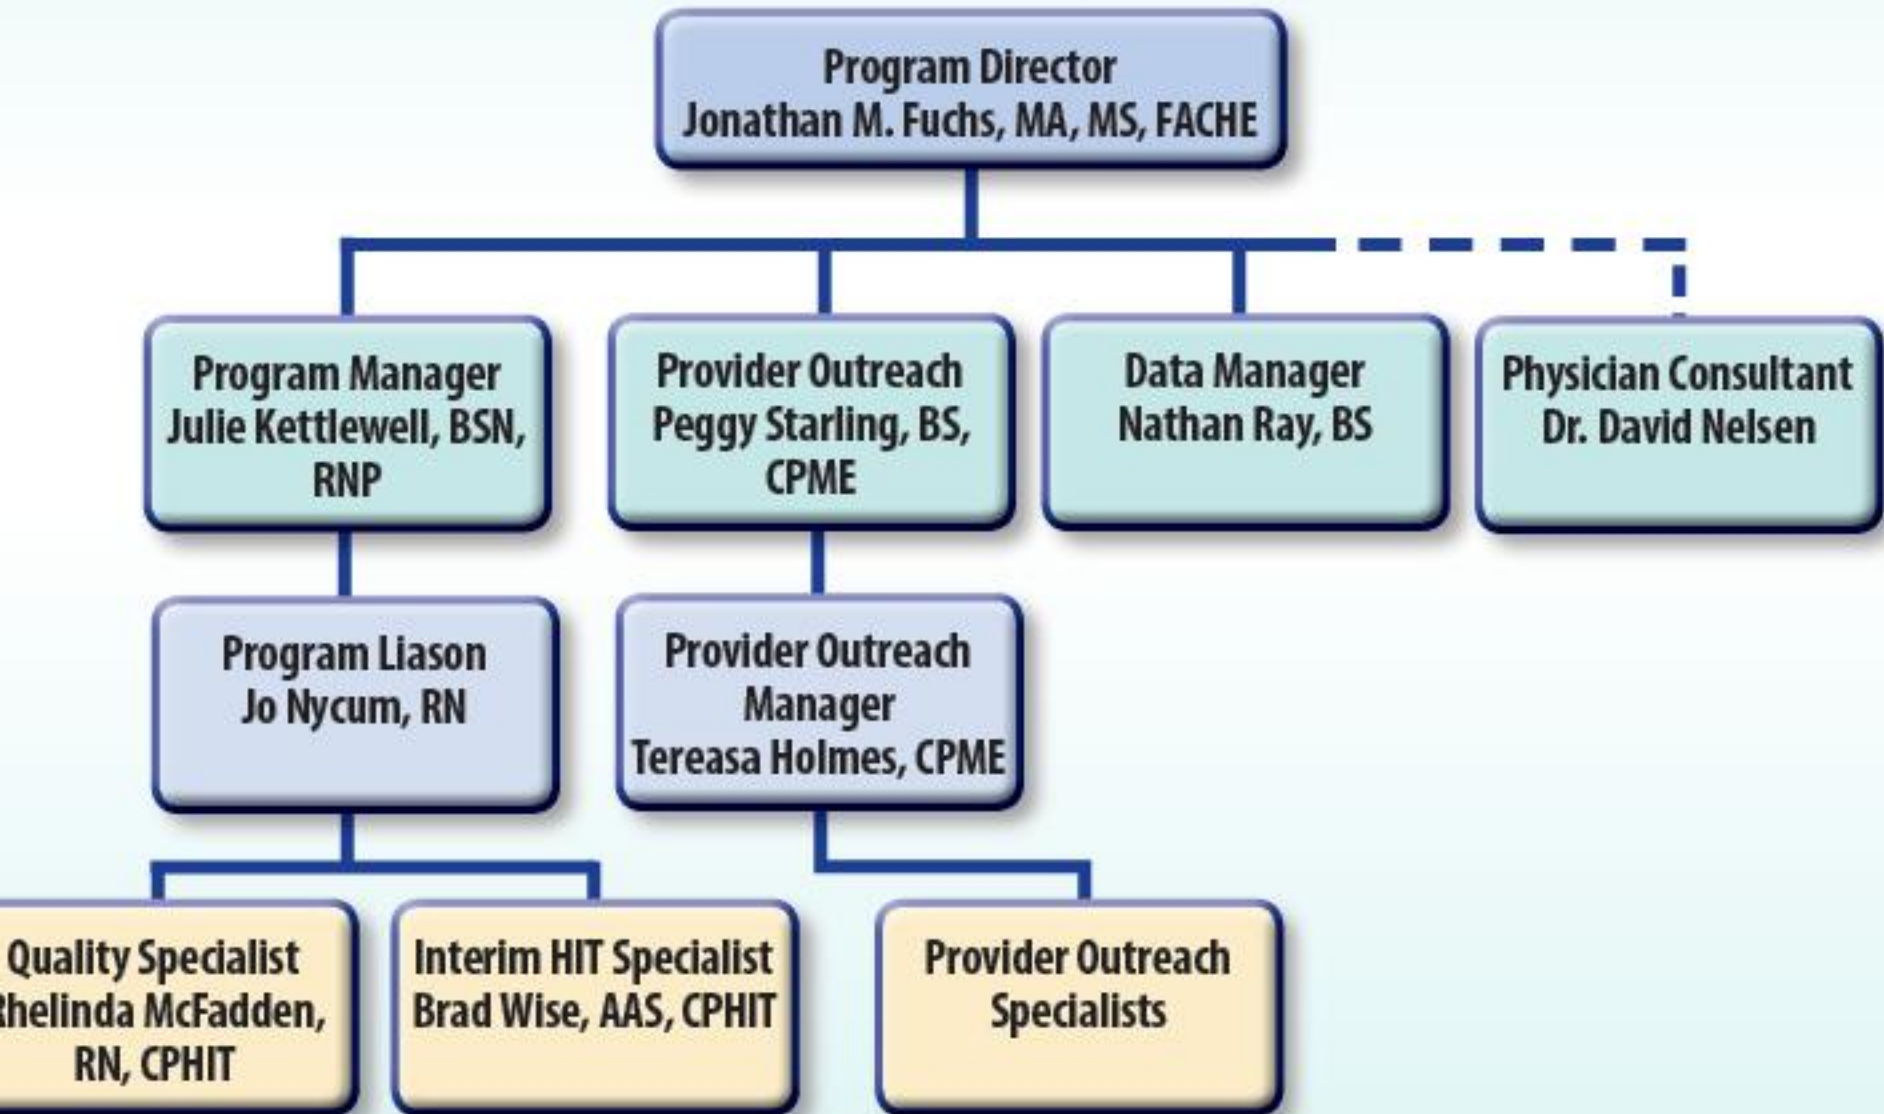 Program Director
Jonathan M. Fuchs, MA, MS, FACHE
Program Manager
Julie Kettlewell, BSN,
RNP
Provider Outreach
Peggy Starling, BS,
CPME
Data Manager
Nathan Ray, BS
Physician Consultant
Dr. David Nelsen
Program Liason
Jo Nycum, RN
Provider Outreach
Manager
Tereasa Holmes, CPME
Quality Specialist
Rhelinda McFadden,
RN, CPHIT
Interim HIT Specialist
Brad Wise, AAS, CPHIT
Provider Outreach
Specialists